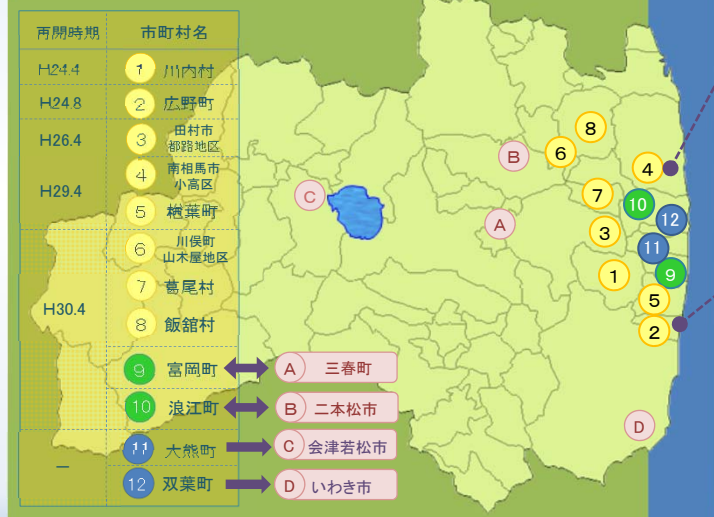 再開時期 市町村名
H24.4 1 川内村
H24.8 2 広野町
H26.4 3 田村市
都路地区
H29.4 4 南相馬市
小高区
5 楢葉町
H30.4 6 川俣町
山木屋地区
7 葛尾村
8 飯舘村
9 富岡町 A 三春町
10 浪江町 B 二本松市
－ 11 大熊町 C 会津若松市
12 双葉町 D いわき市
8
B 6
4
C 7 10
A 3 12
11
1 9
5
2
D